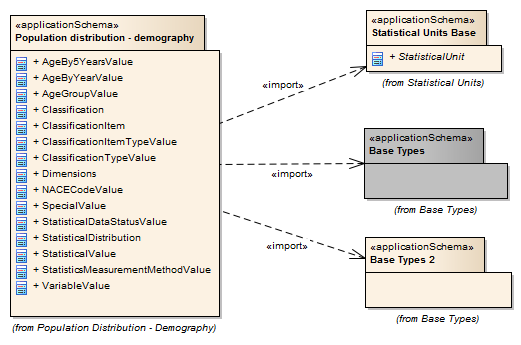 «applicationSchema»
Population distribution - demography
+ AgeBy5YearsValue
+ AgeByYearValue
+ AgeGroupValue
+ Classification
+ ClassificationItem
+ ClassificationItemTypeValue
+ ClassificationTypeValue
+ Dimensions
+ NACECodeValue
+ SpecialValue
+ StatisticalDataStatusValue
+ StatisticalDistribution
+ StatisticalValue
+ StatisticsMeasurementMethodValue
+ VariableValue
(from Population Distribution - Demography)
«import»
«import»
«import»
«applicationSchema»
Statistical Units Base
+ StatisticalUnit
(from Statistical Units)
«applicationSchema»
Base Types
(from Base Types)
«applicationSchema»
Base Types 2
(from Base Types)